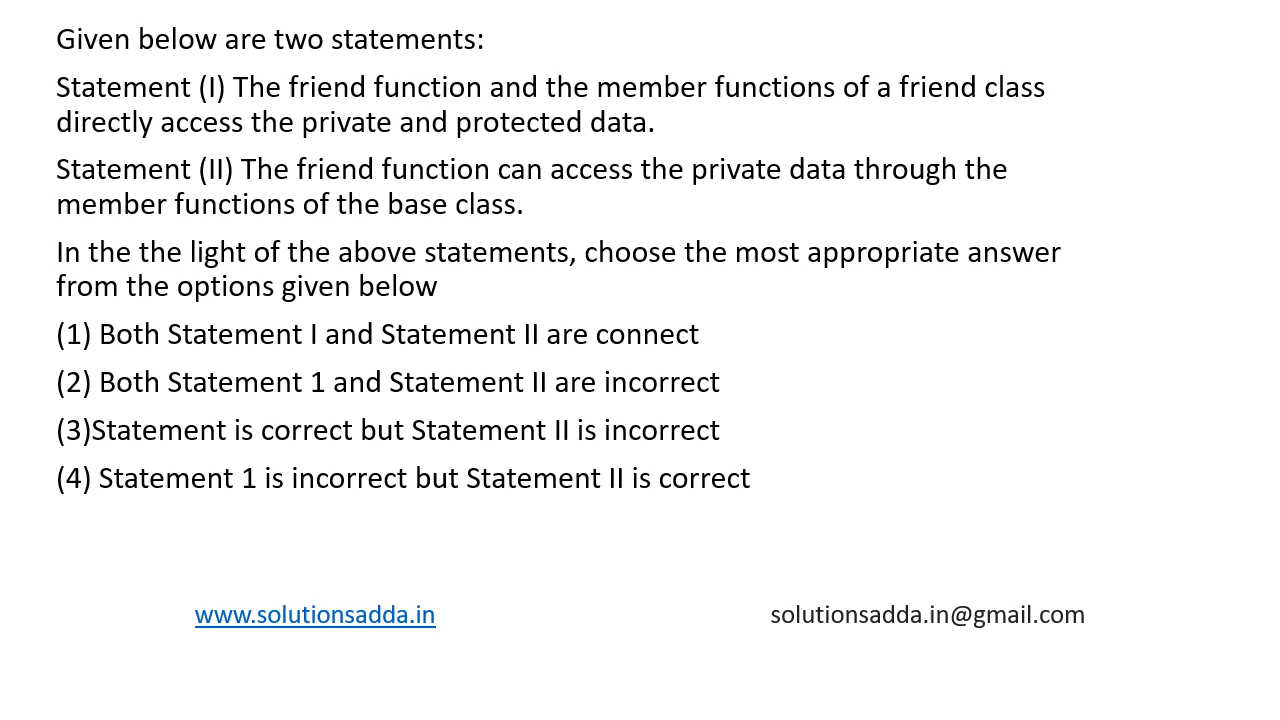 Given below are two statements:
Statement (I) The friend function and the member functions of a friend class
directly access the private and protected data.
Statement (II) The friend function can access the private data through the
member functions of the base class.
In the the light of the above statements, choose the most appropriate answer
from the options given below
(1) Both Statement I and Statement II are connect
(2) Both Statement 1 and Statement II are incorrect
(3)Statement is correct but Statement II is incorrect
(4) Statement 1 is incorrect but Statement II is correct
www.solutionsadda.in
solutionsadda.in@gmail.com